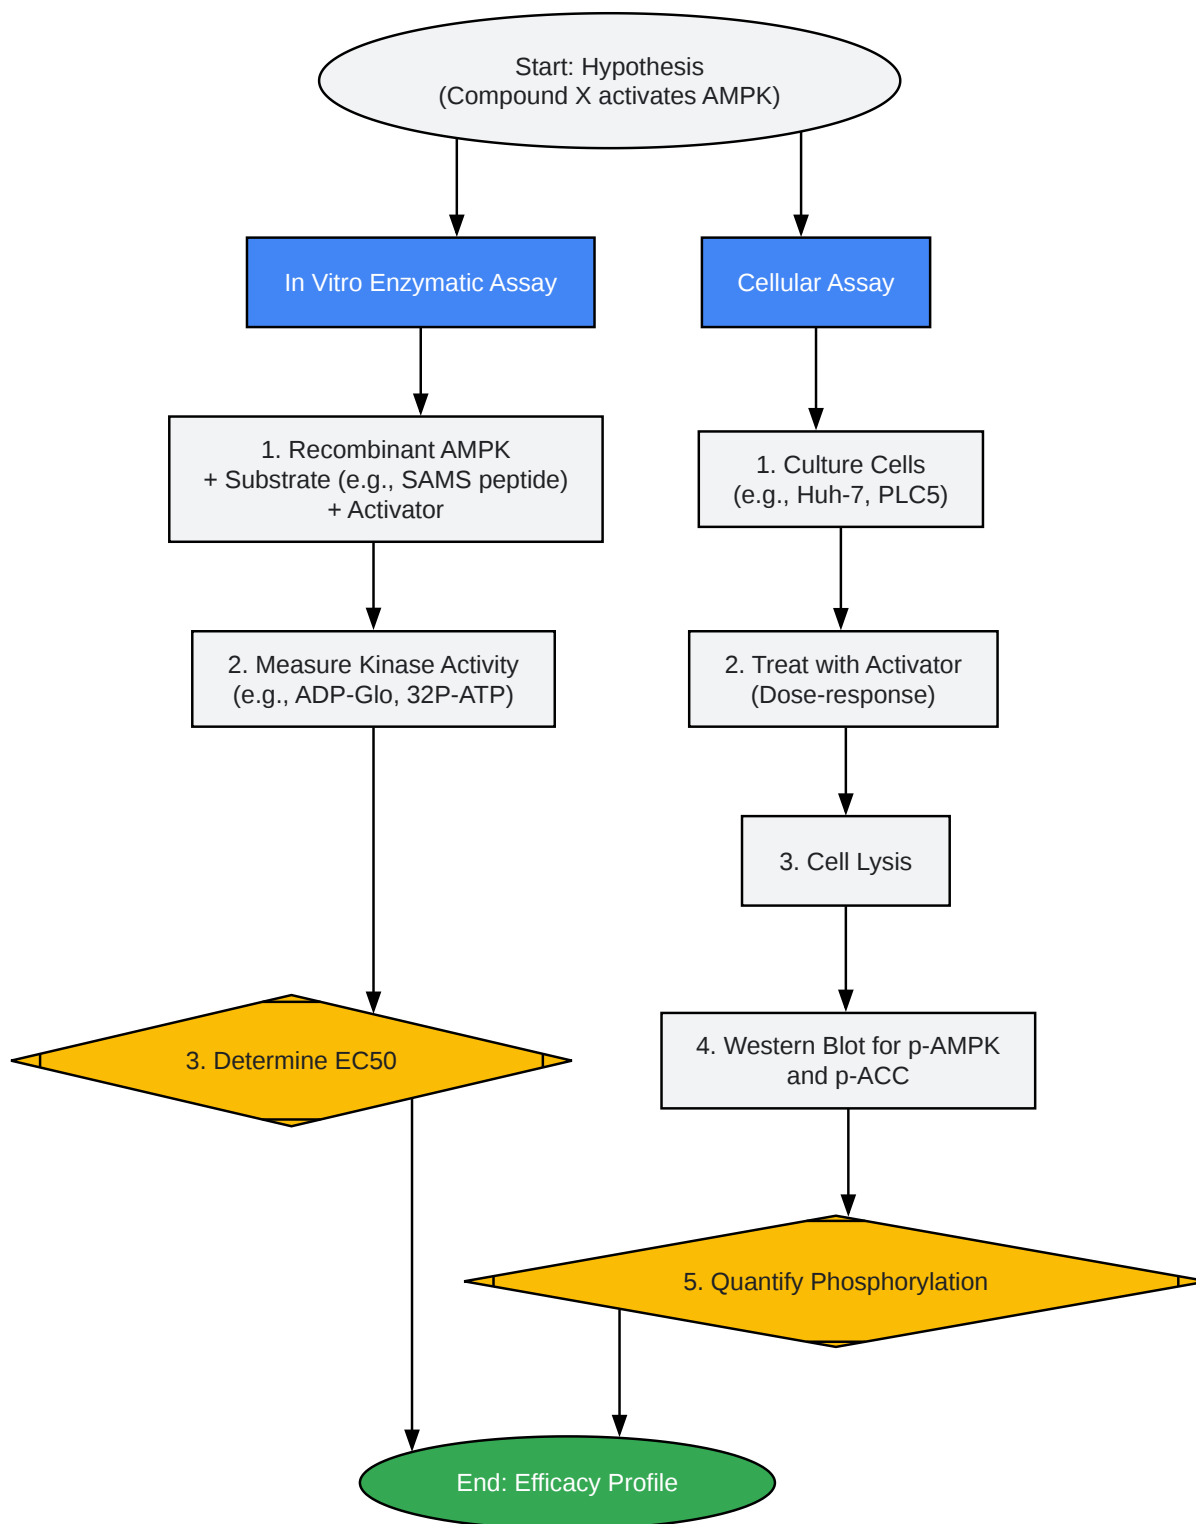 Start: Hypothesis
(Compound X activates AMPK)
In Vitro Enzymatic Assay
1. Recombinant AMPK
+ Substrate (e.g., SAMS peptide)
+ Activator
2. Measure Kinase Activity
(e.g., ADP-Glo, 32P-ATP)
3. Determine EC50
Cellular Assay
1. Culture Cells
(e.g., Huh-7, PLC5)
2. Treat with Activator
(Dose-response)
3. Cell Lysis
4. Western Blot for p-AMPK
and p-ACC
5. Quantify Phosphorylation
End: Efficacy Profile